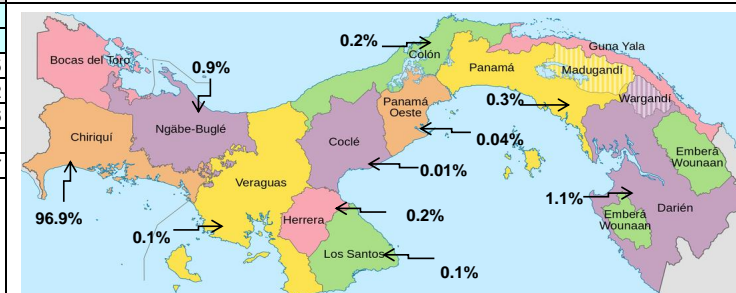 0.2%
Colón
Guna Yala
Bocas del Toro
0.9%
Panamá
Madugandí
Wargandí
Panamá
Oeste
0.3%
Chiriquí
Ngäbe-Buglé
Coclé
0.04%
Emberá
Wounaan
0.01%
Veraguas
96.9%
0.2%
Herrera
1.1%
Darién
Emberá
Wounaan
0.1%
Los Santos
0.1%